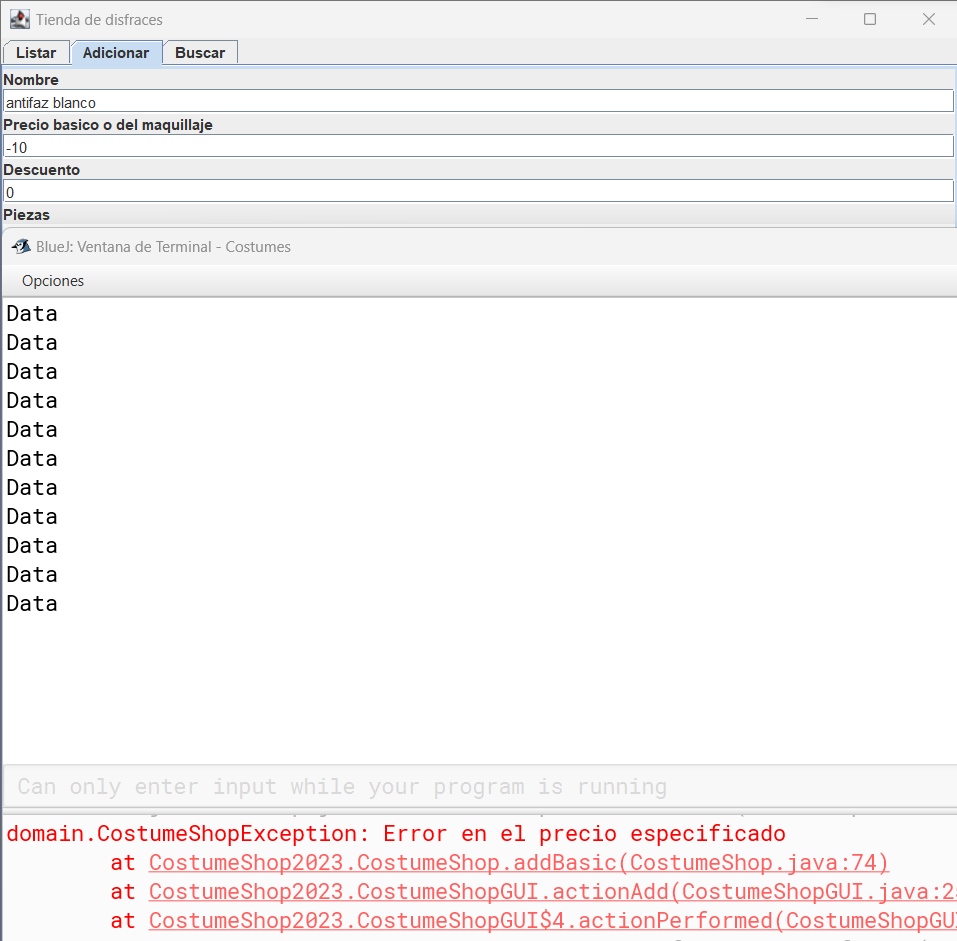 Tienda de disfraces
Listar Adicionar Buscar
Nombre
antifaz blanco
Precio basico o del maquillaje
-10
Descuento
0
Piezas
BlueJ: Ventana de Terminal - Costumes
Opciones
Data
Data
Data
Data
Data
Data
Data
Data
Data
Data
Data
Can only enter input while your program is running
domain.CostumeShopException: Error en el precio especificado
at CostumeShop2023.CostumeShop.addBasic(CostumeShop.java:74)
at CostumeShop2023.CostumeShopGUI.actionAdd(CostumeShopGUI.java:2
at CostumeShop2023.CostumeShopGUI$4.actionPerformed(CostumeShopGU